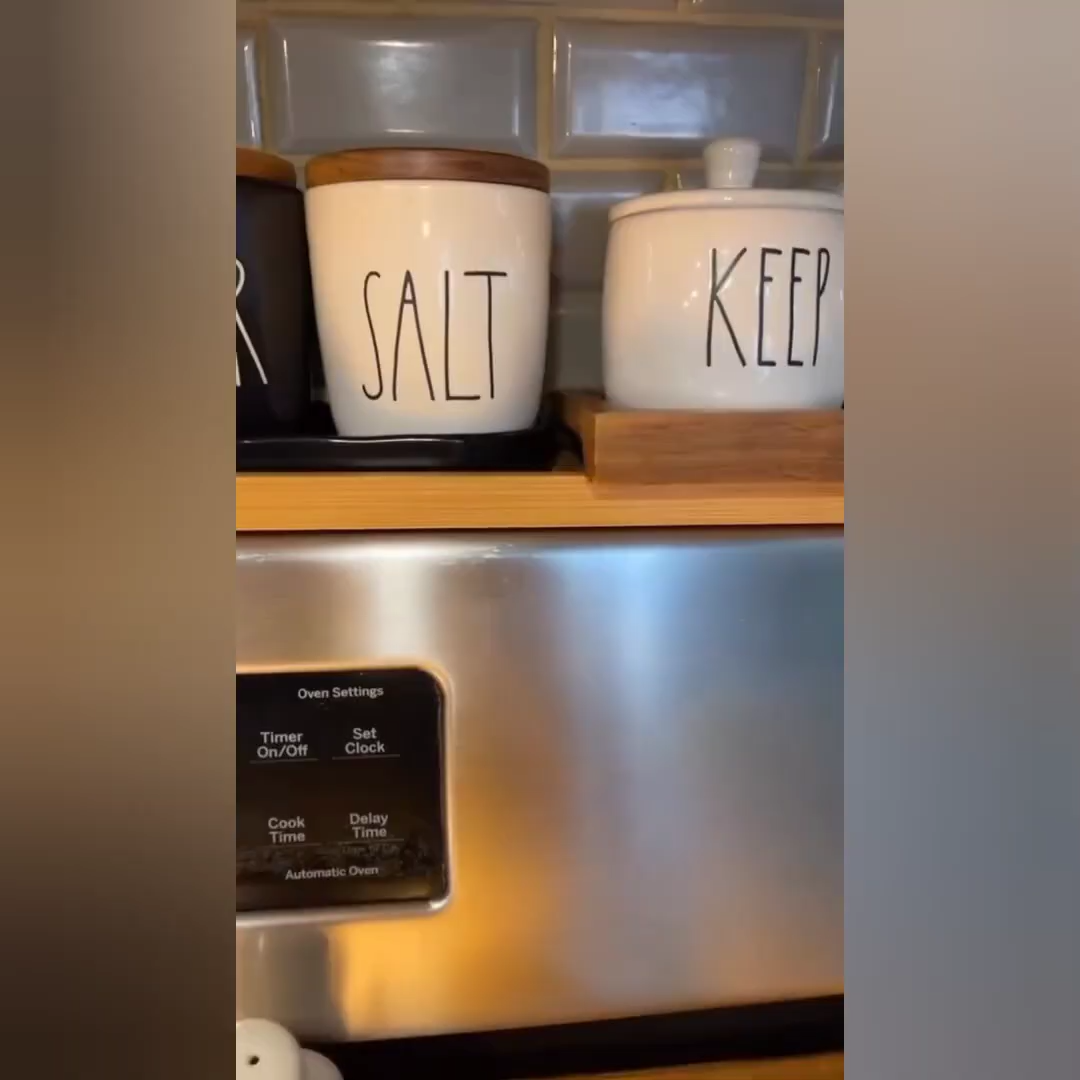 R
SALT
KEEP
Oven Settings
Timer On/Off
Set Clock
Cook Time
Delay Time
Automatic Oven